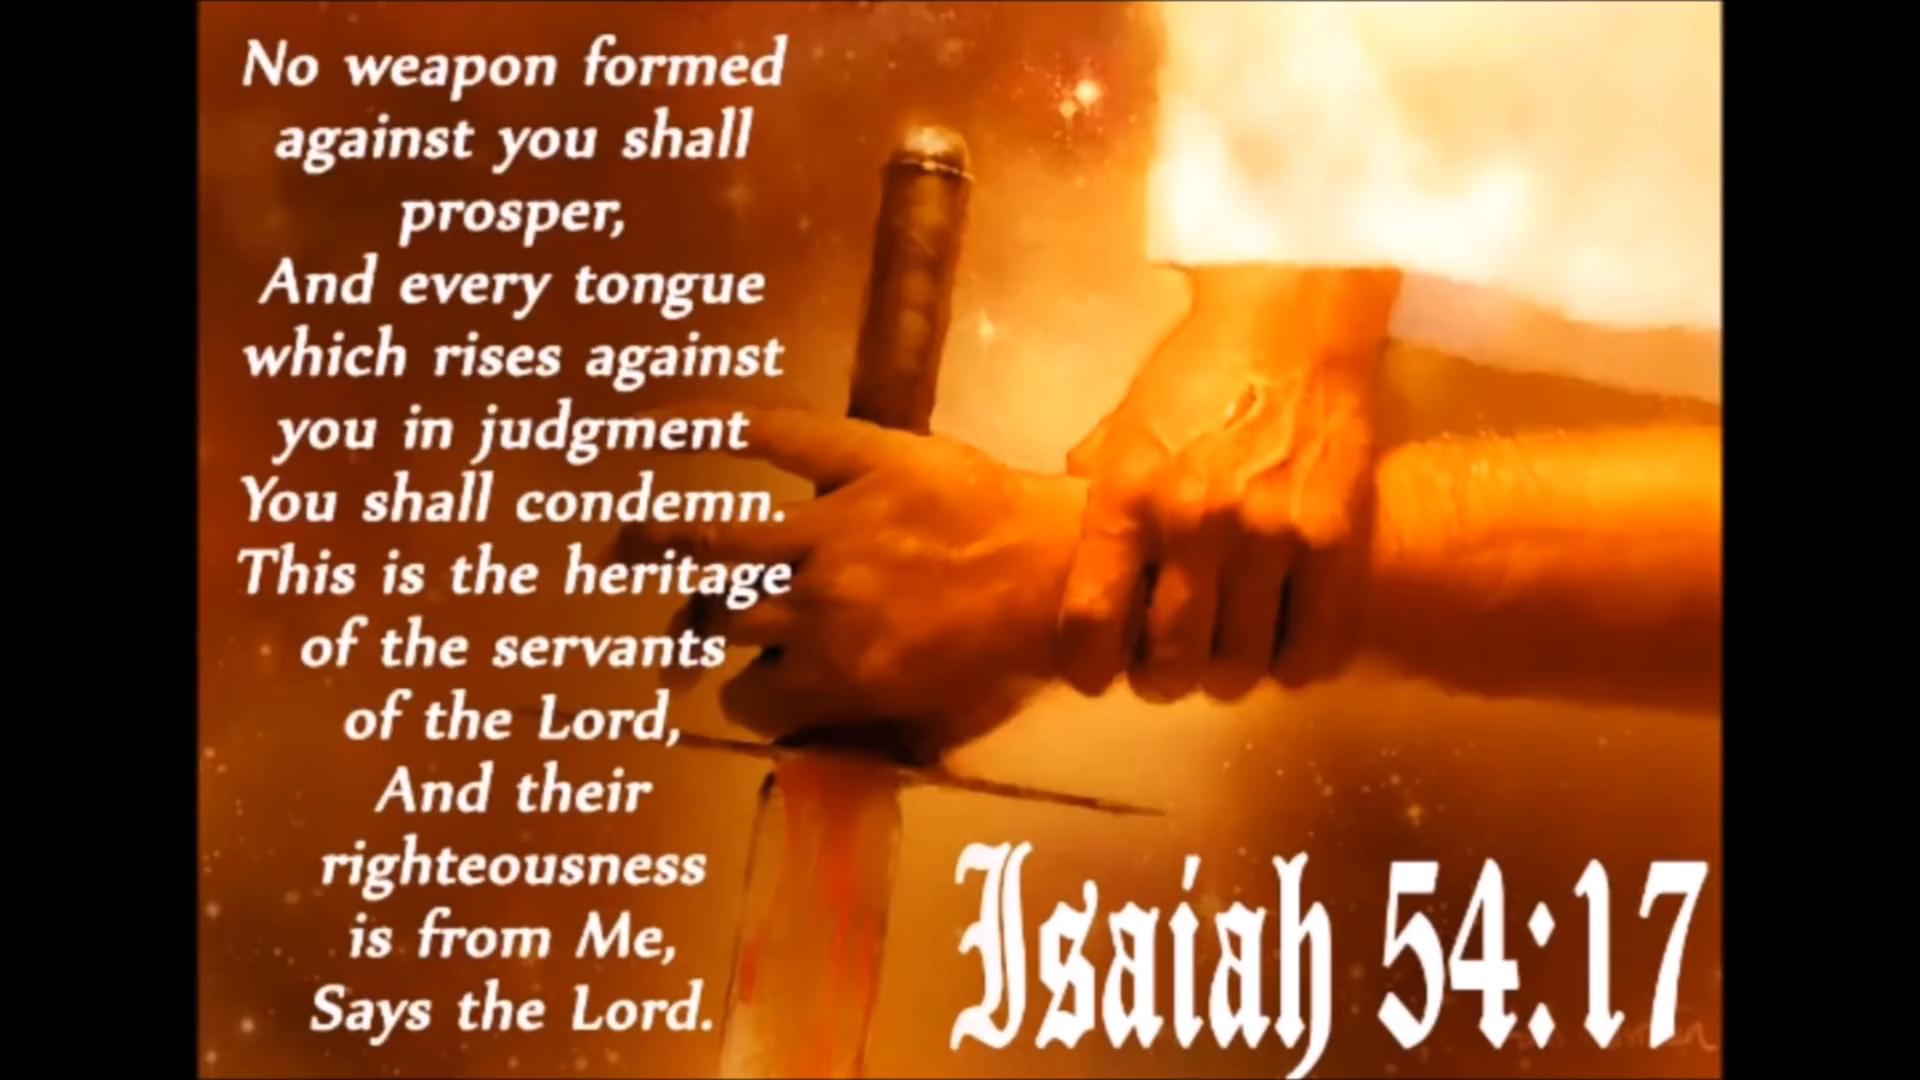 No weapon formed
against you shall
prosper,
And every tongue
which rises against
you in judgment
You shall condemn.
This is the heritage
of the servants
of the Lord,
And their
righteousness
is from Me,
Says the Lord.
Isaiah 54:17